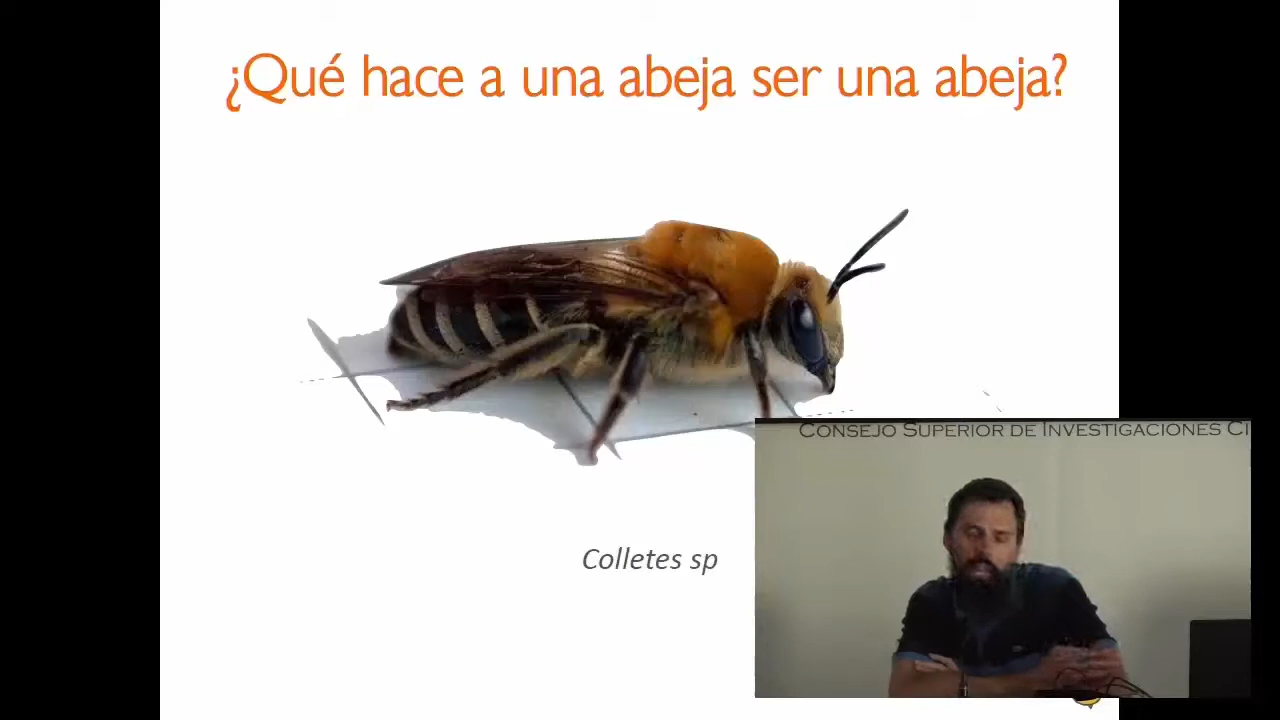 ¿Qué hace a una abeja ser una abeja?
CONSEJO SUPERIOR DE INVESTIGACIONES CI
Colletes sp